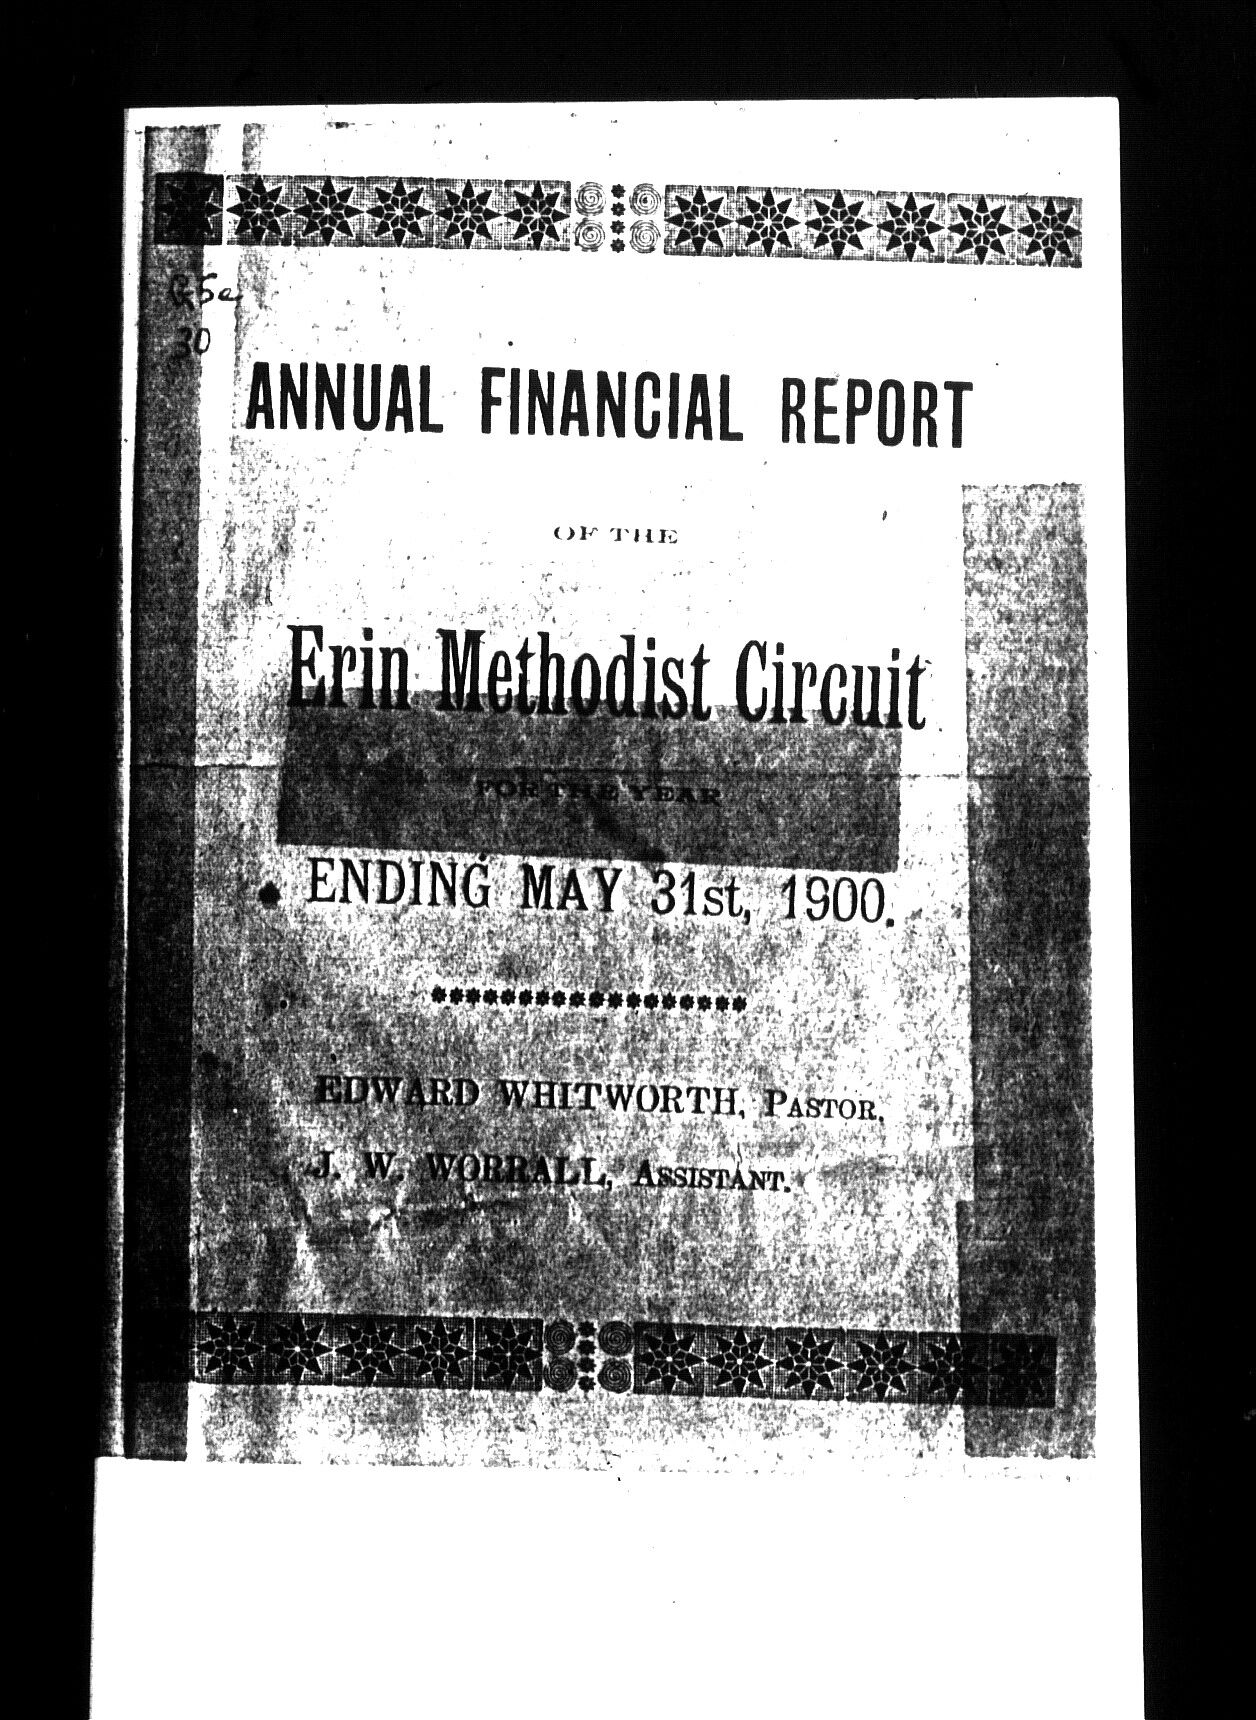 30
ANNUAL FINANCIAL REPORT
OF THE
Erin Methodist Circuit
FOR THE YEAR
ENDING MAY 31st, 1900.
EDWARD WHITWORTH, PASTOR.
J. W. WORRALL, ASSISTANT.